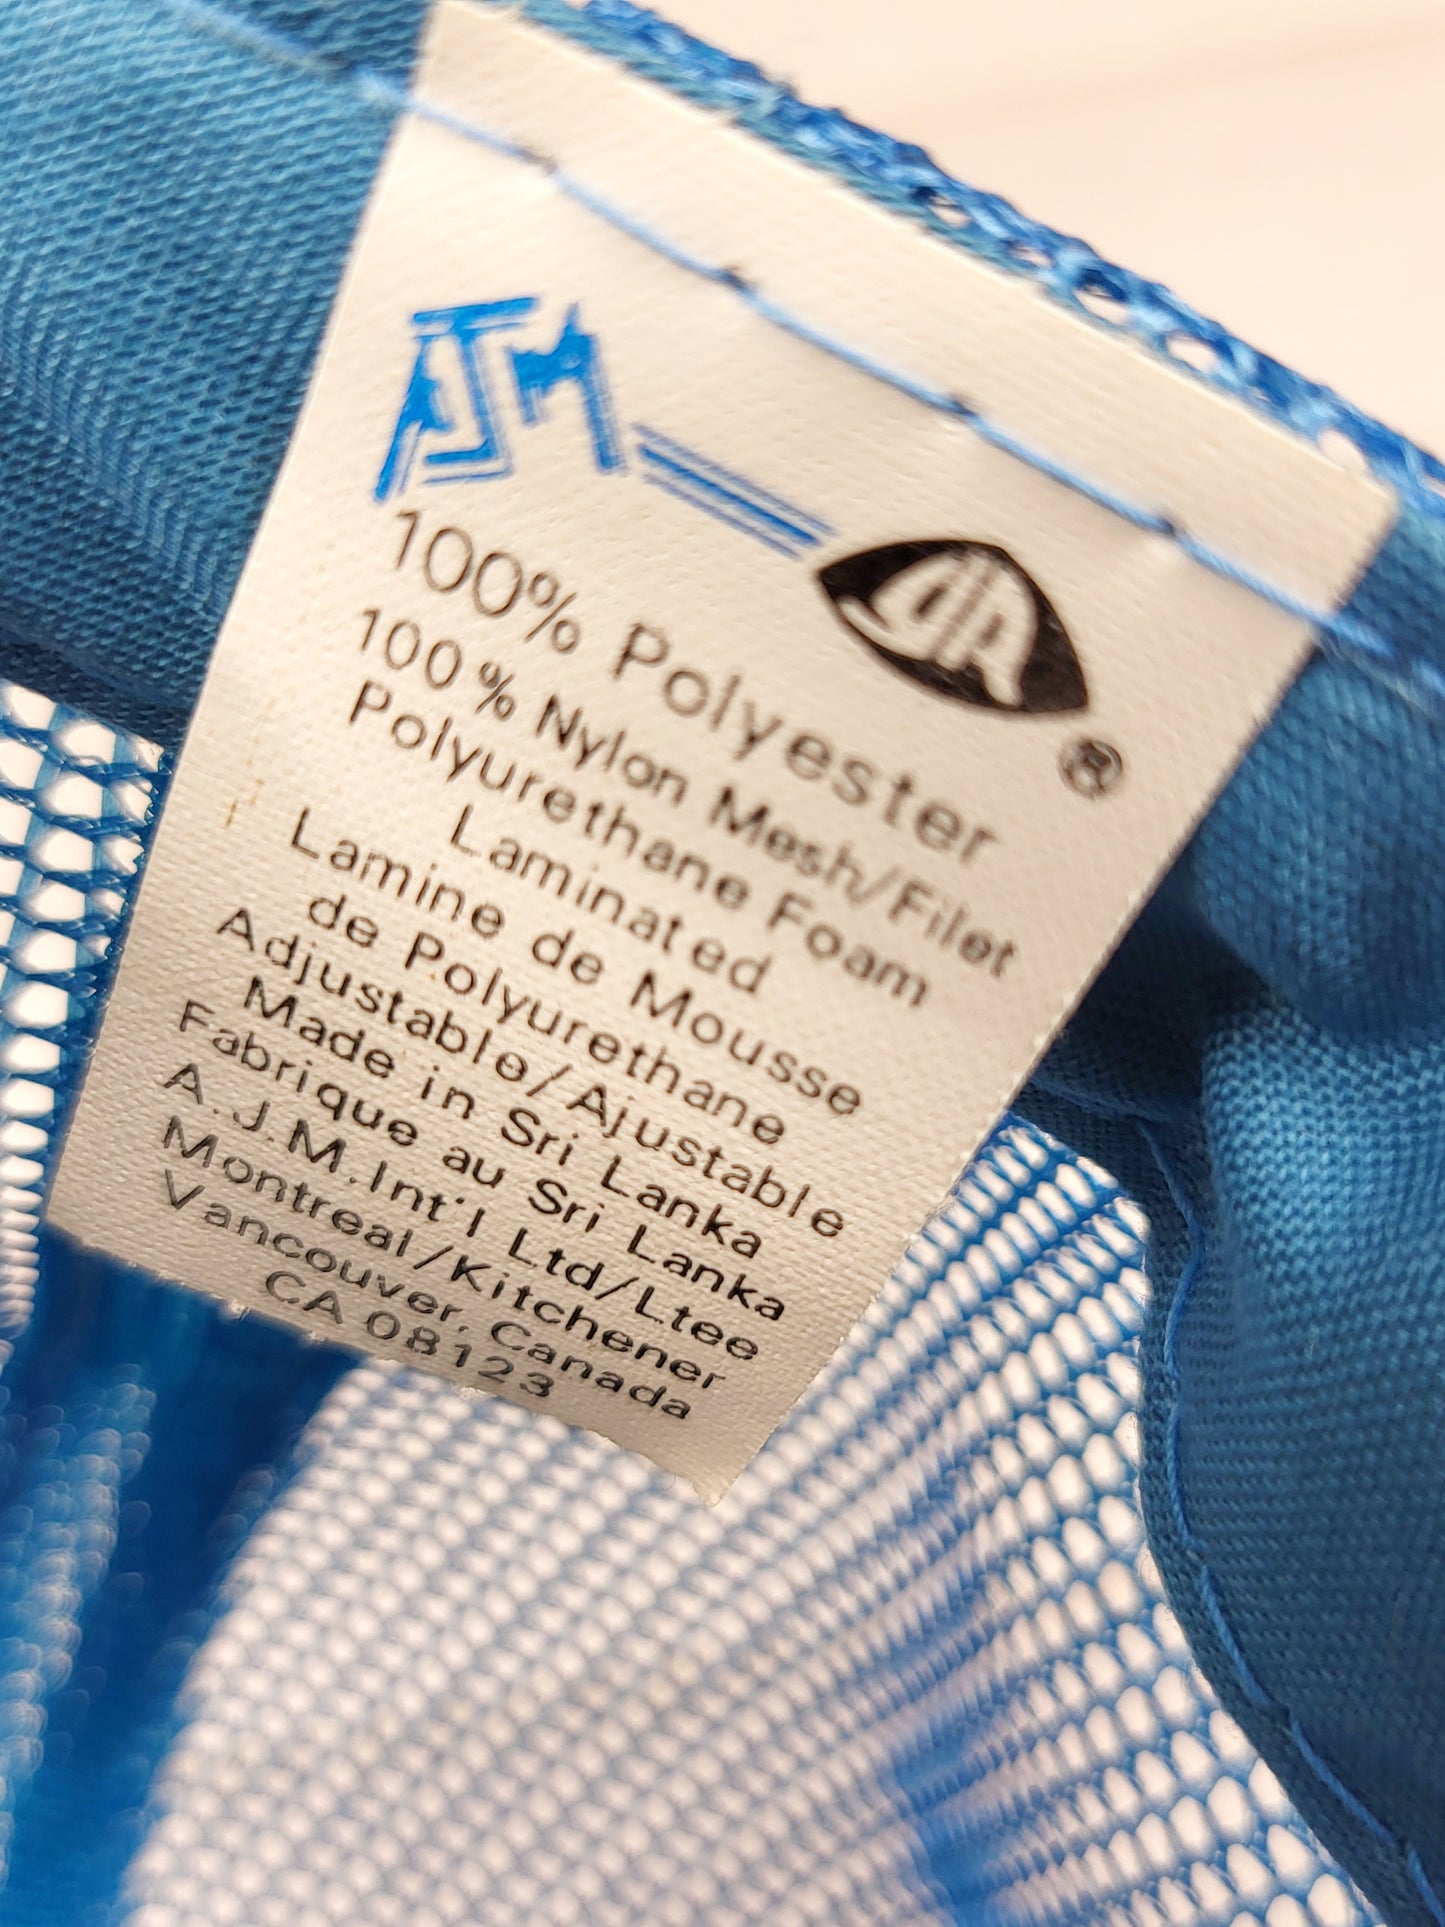 AJM
®
100% Polyester
100% Nylon Mesh/Filet
Polyurethane Foam
Laminated
Lamine de Mousse
de Polyurethane
Adjustable/Ajustable
Made in Sri Lanka
Fabrique au Sri Lanka
A.J.M.Int'l Ltd/Ltee
Montreal/Kitchener
Vancouver, Canada
CA 08123